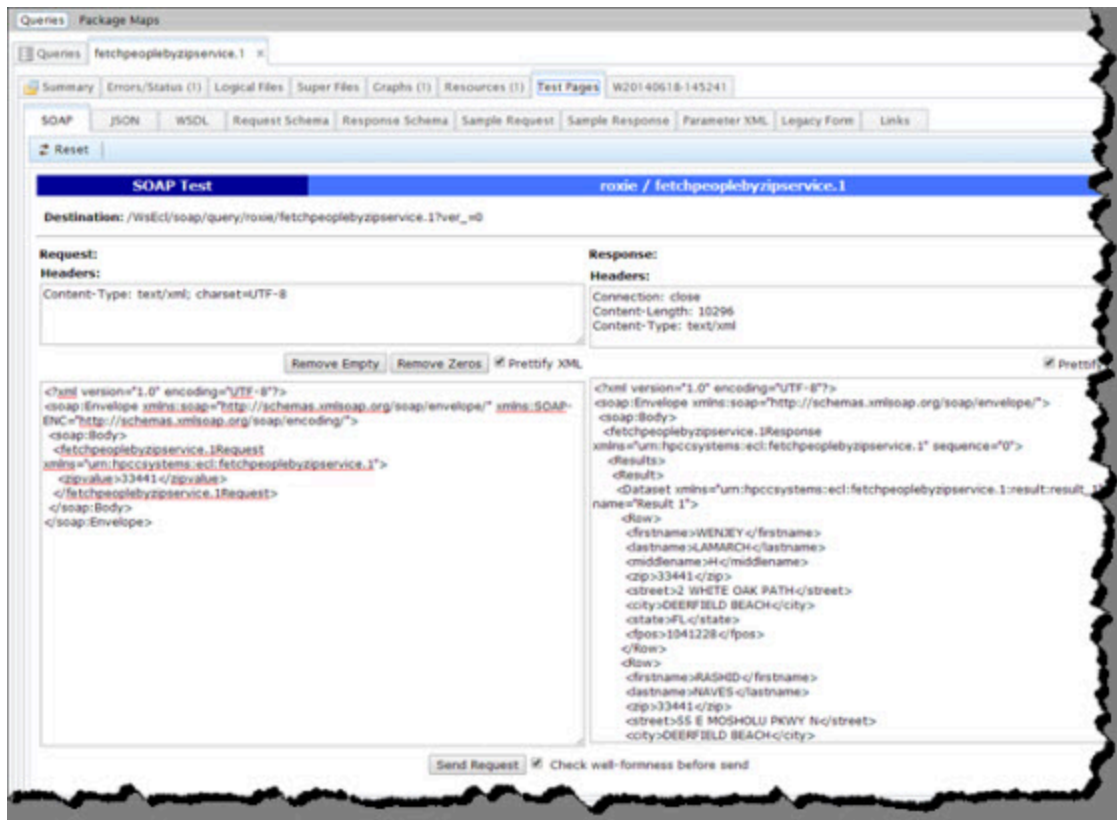 Queries Package Maps
Queries fetchpeoplebyzipservice.1 ×
Summary Errors/Status (1) Logical Files Super Files Graphs (1) Resources (1) Test Pages W20140618-145241
SOAP JSON WSDL Request Schema Response Schema Sample Request Sample Response Parameter XML Legacy Form Links
Reset
SOAP Test roxie / fetchpeoplebyzipservice.1
Destination: /WsEcl/soap/query/roxie/fetchpeoplebyzipservice.1?ver_=0
Request:
Headers:
Content-Type: text/xml; charset=UTF-8
Remove Empty Remove Zeros Prettify XML
<?xml version="1.0" encoding="UTF-8"?>
<soap:Envelope xmlns:soap="http://schemas.xmlsoap.org/soap/envelope/" xmlns:SOAP-
ENC="http://schemas.xmlsoap.org/soap/encoding/">
<soap:Body>
<fetchpeoplebyzipservice.1Request
xmlns="urn:hpccsystems:ecl:fetchpeoplebyzipservice.1">
<zipvalue>33441</zipvalue>
</fetchpeoplebyzipservice.1Request>
</soap:Body>
</soap:Envelope>
Response:
Headers:
Connection: close
Content-Length: 10296
Content-Type: text/xml
Prettif
<?xml version="1.0" encoding="UTF-8"?>
<soap:Envelope xmlns:soap="http://schemas.xmlsoap.org/soap/envelope/">
<soap:Body>
<fetchpeoplebyzipservice.1Response
xmlns="urn:hpccsystems:ecl:fetchpeoplebyzipservice.1" sequence="0">
<Results>
<Result>
<Dataset xmlns="urn:hpccsystems:ecl:fetchpeoplebyzipservice.1:result:result_1"
name="Result 1">
<Row>
<firstname>WENJEY</firstname>
<lastname>LAMARCH</lastname>
<middlename>H</middlename>
<zip>33441</zip>
<street>2 WHITE OAK PATH</street>
<city>DEERFIELD BEACH</city>
<state>FL</state>
<fpos>1041228</fpos>
</Row>
<Row>
<firstname>RASHID</firstname>
<lastname>NAVES</lastname>
<zip>33441</zip>
<street>55 E MOSHOLU PKWY N</street>
<city>DEERFIELD BEACH</city>
Send Request Check well-formness before send